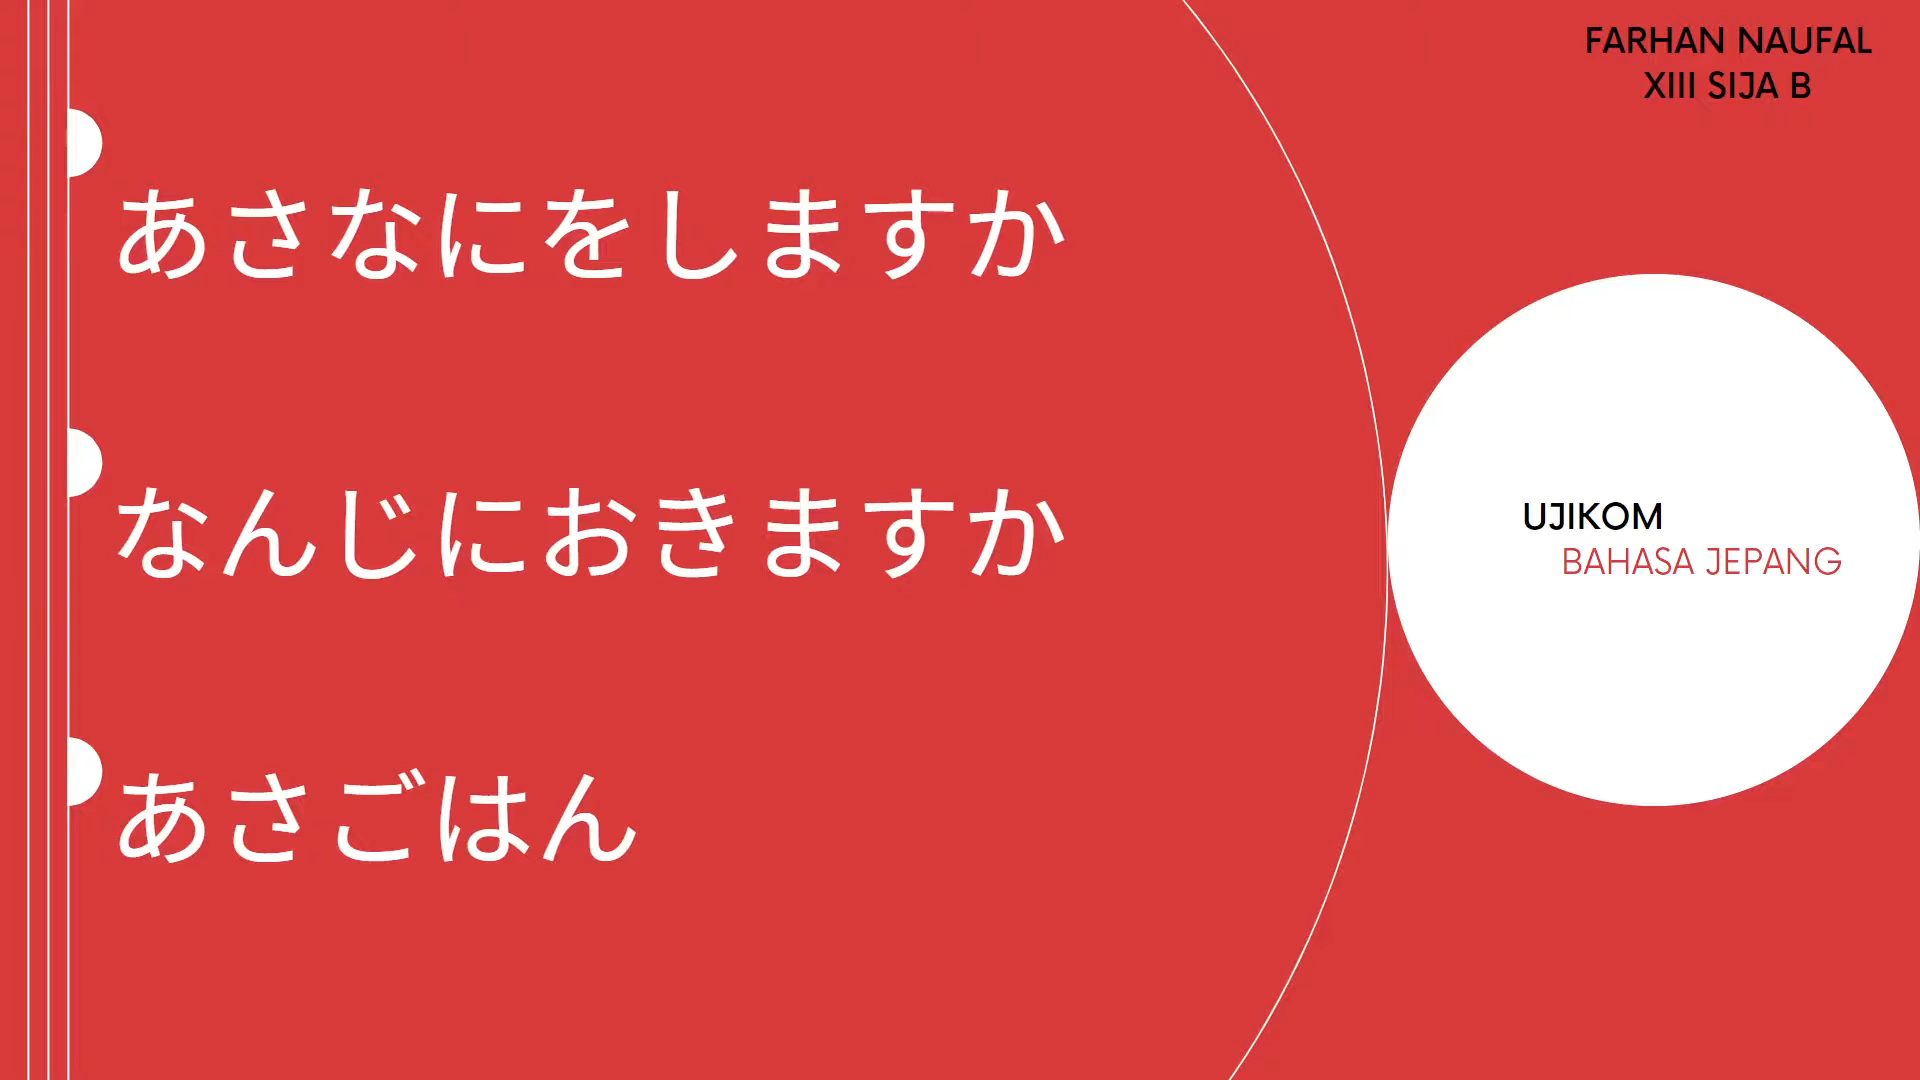 FARHAN NAUFAL
XIII SIJA B
あさなにをしますか
なんじにおきますか
あさごはん
UJIKOM
BAHASA JEPANG